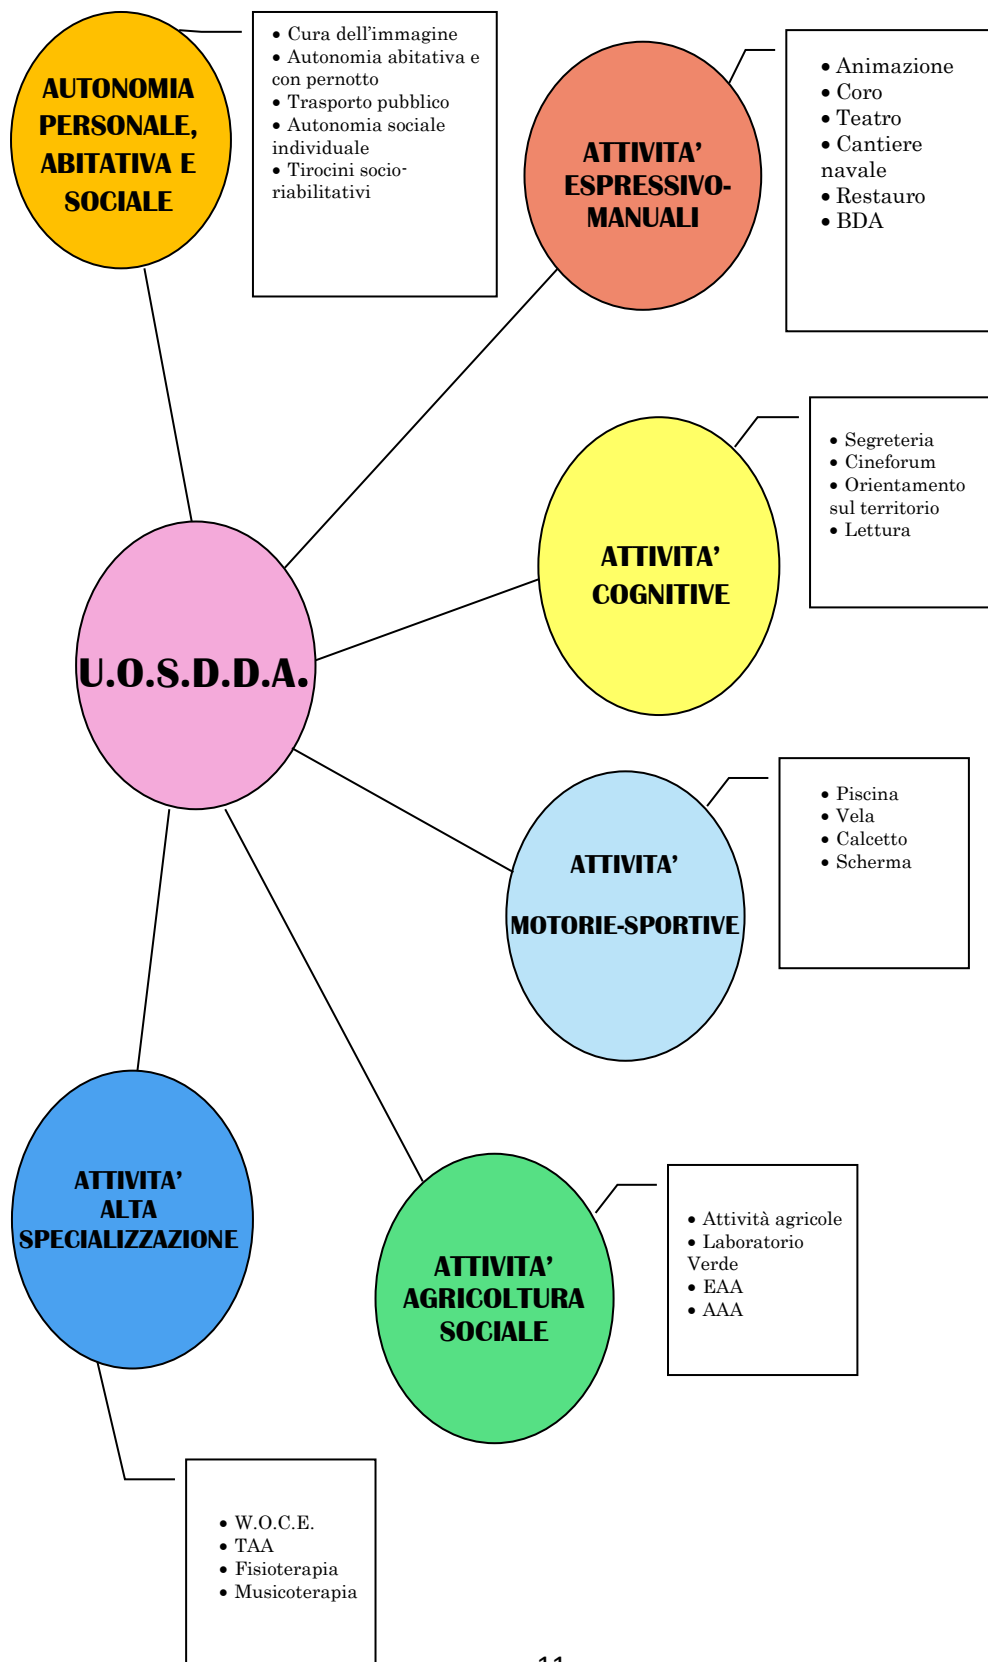 AUTONOMIA
PERSONALE,
ABITATIVA E
SOCIALE
• Cura dell’immagine
• Autonomia abitativa e
con pernotto
• Trasporto pubblico
• Autonomia sociale
individuale
• Tirocini socio-
riabilitativi
ATTIVITA’
ESPRESSIVO-
MANUALI
• Animazione
• Coro
• Teatro
• Cantiere
navale
• Restauro
• BDA
ATTIVITA’
COGNITIVE
• Segreteria
• Cineforum
• Orientamento
sul territorio
• Lettura
U.O.S.D.D.A.
ATTIVITA’
MOTORIE-SPORTIVE
• Piscina
• Vela
• Calcetto
• Scherma
ATTIVITA’
ALTA
SPECIALIZZAZIONE
ATTIVITA’
AGRICOLTURA
SOCIALE
• Attività agricole
• Laboratorio
Verde
• EAA
• AAA
• W.O.C.E.
• TAA
• Fisioterapia
• Musicoterapia
11